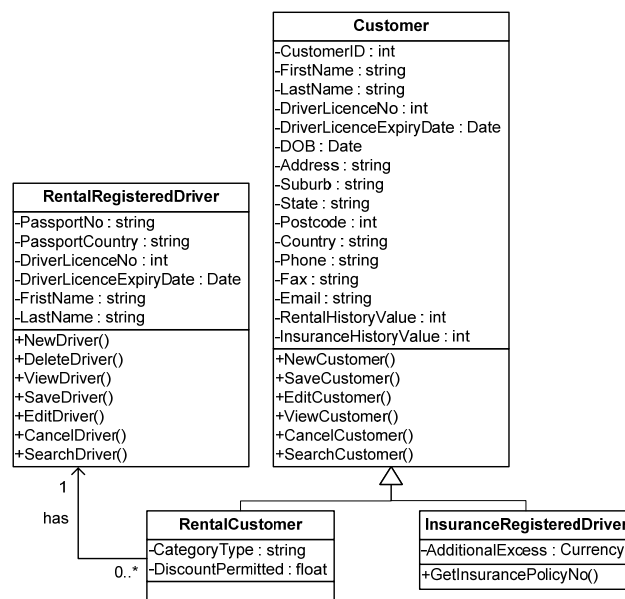 Customer
-CustomerID : int
-FirstName : string
-LastName : string
-DriverLicenceNo : int
-DriverLicenceExpiryDate : Date
-DOB : Date
-Address : string
-Suburb : string
-State : string
-Postcode : int
-Country : string
-Phone : string
-Fax : string
-Email : string
-RentalHistoryValue : int
-InsuranceHistoryValue : int
+NewCustomer()
+SaveCustomer()
+EditCustomer()
+ViewCustomer()
+CancelCustomer()
+SearchCustomer()
RentalRegisteredDriver
-PassportNo : string
-PassportCountry : string
-DriverLicenceNo : int
-DriverLicenceExpiryDate : Date
-FristName : string
-LastName : string
+NewDriver()
+DeleteDriver()
+ViewDriver()
+SaveDriver()
+EditDriver()
+CancelDriver()
+SearchDriver()
1
has
0..*
RentalCustomer
-CategoryType : string
-DiscountPermitted : float
InsuranceRegisteredDriver
-AdditionalExcess : Currency
+GetInsurancePolicyNo()